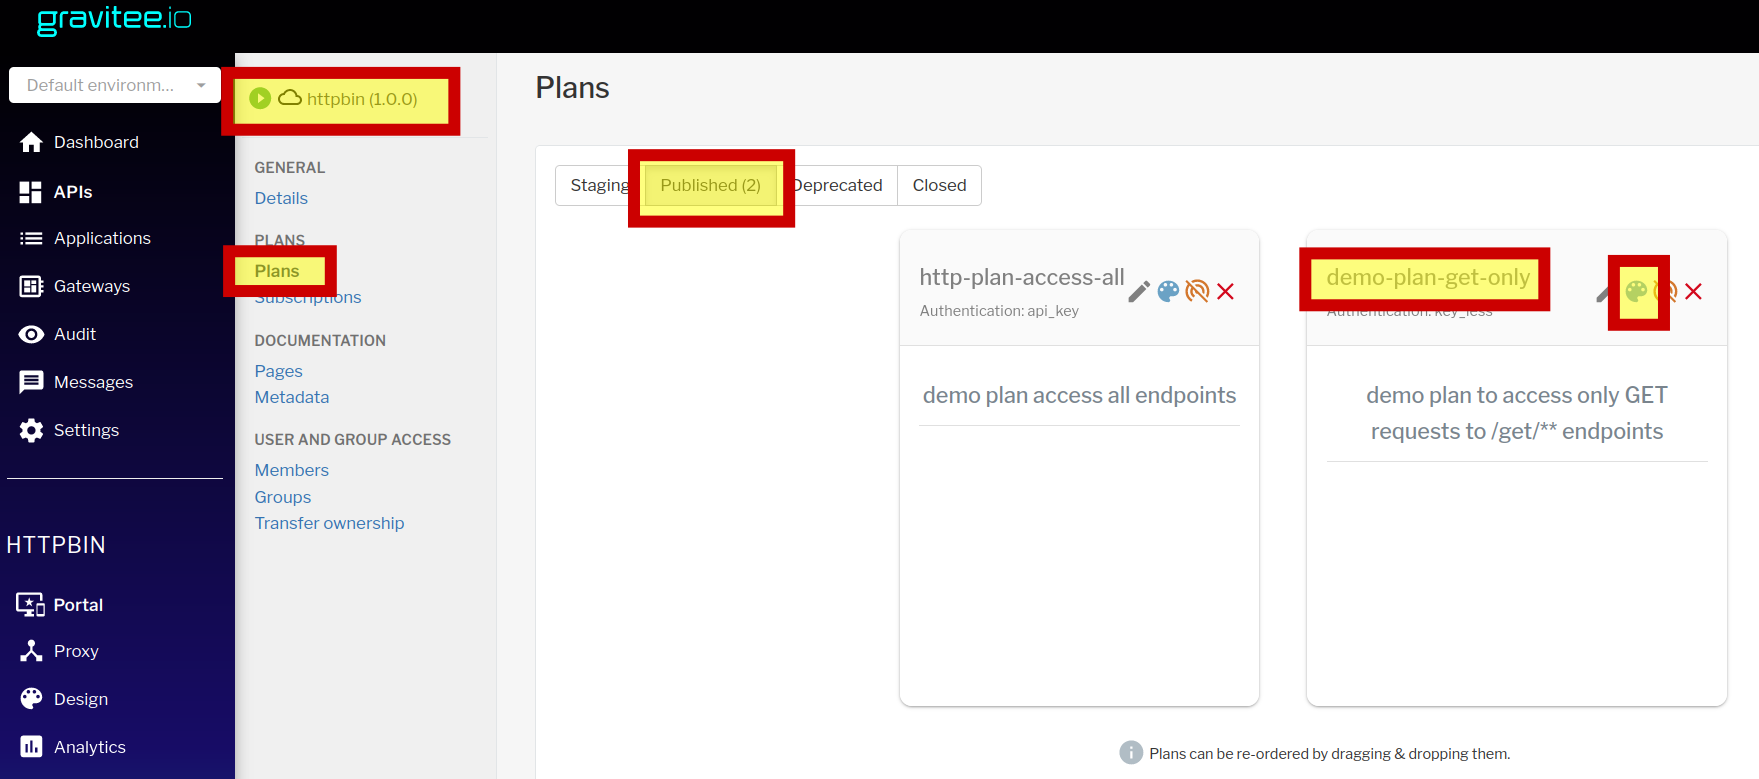 gravitee.io
Default environm...
Dashboard
APIs
Applications
Gateways
Audit
Messages
Settings
HTTPBIN
Portal
Proxy
Design
Analytics
httpbin (1.0.0)
GENERAL
Details
PLANS
Plans
Subscriptions
DOCUMENTATION
Pages
Metadata
USER AND GROUP ACCESS
Members
Groups
Transfer ownership
Plans
Staging Published (2) Deprecated Closed
http-plan-access-all
Authentication: api_key
demo plan access all endpoints
demo-plan-get-only
Authentication: key_less
demo plan to access only GET
requests to /get/** endpoints
Plans can be re-ordered by dragging & dropping them.